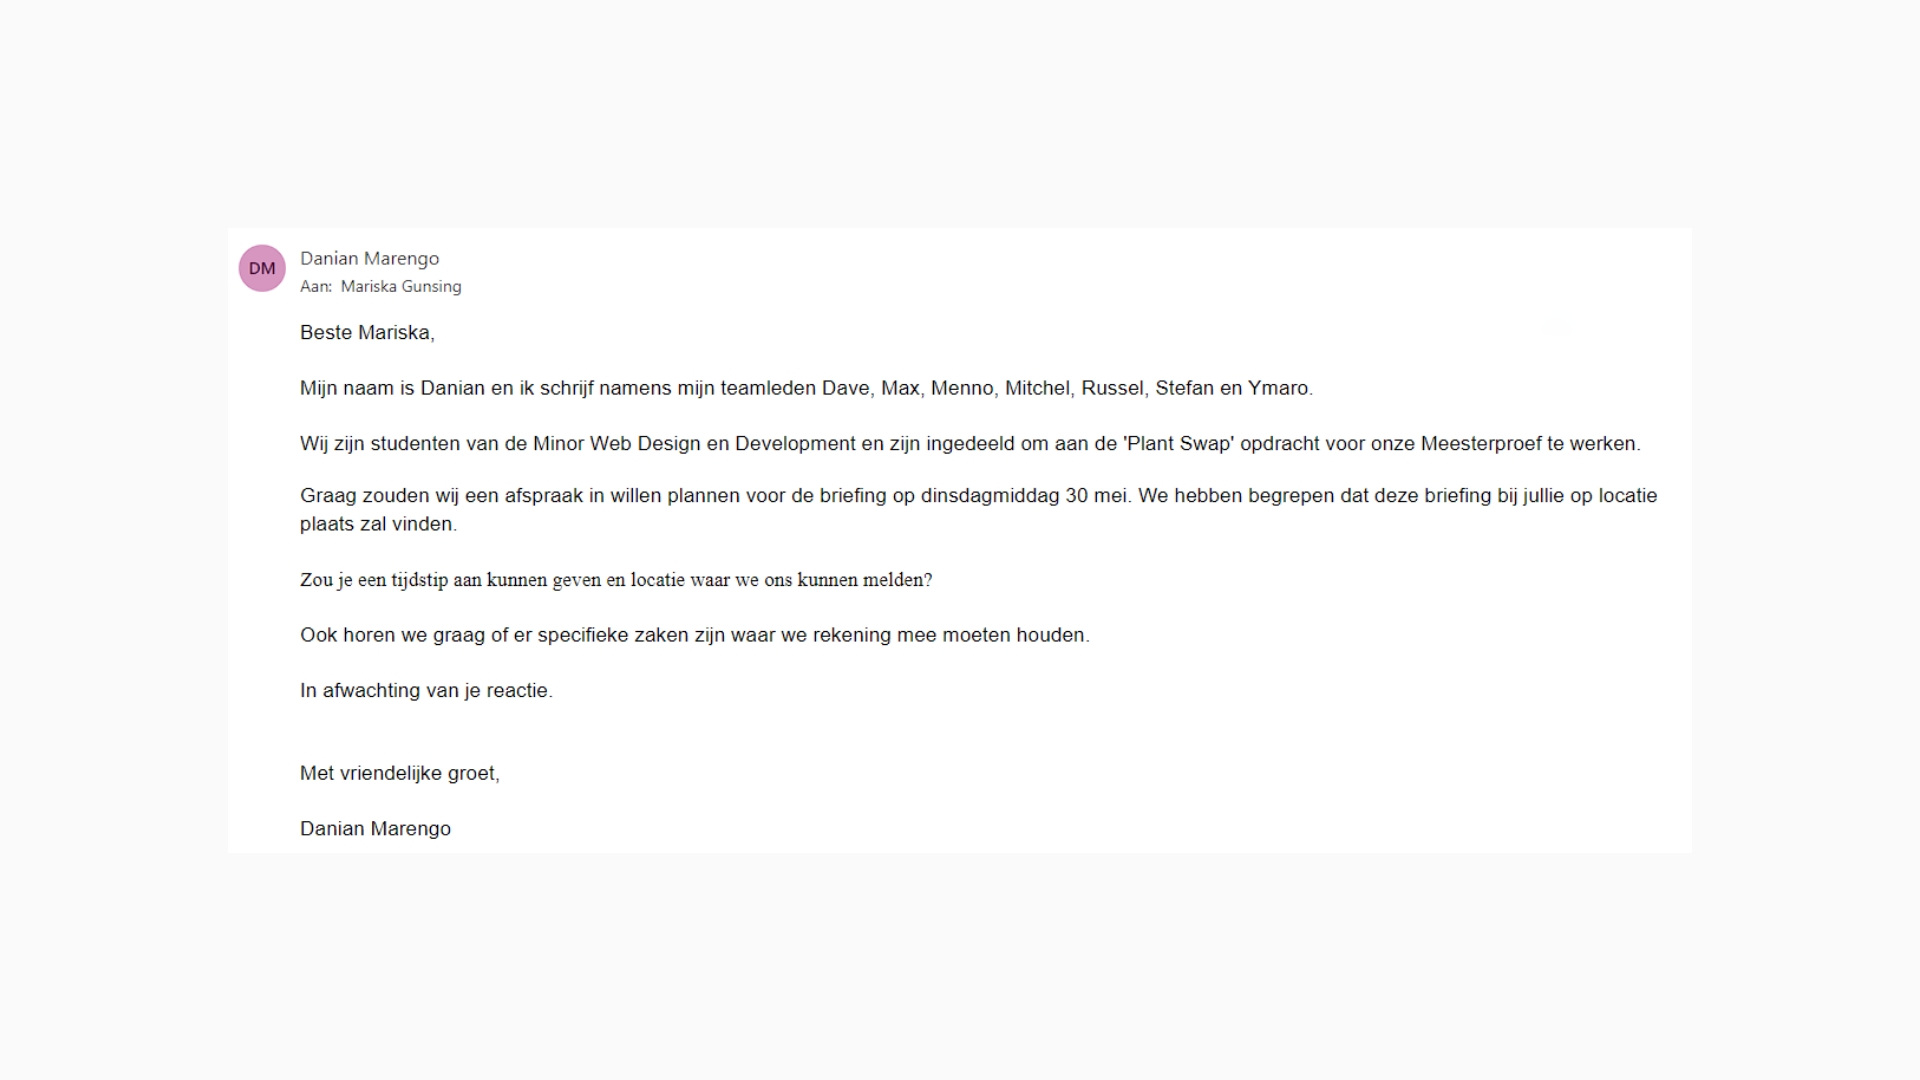 DM
Danian Marengo
Aan: Mariska Gunsing
Beste Mariska,
Mijn naam is Danian en ik schrijf namens mijn teamleden Dave, Max, Menno, Mitchel, Russel, Stefan en Ymaro.
Wij zijn studenten van de Minor Web Design en Development en zijn ingedeeld om aan de 'Plant Swap' opdracht voor onze Meesterproef te werken.
Graag zouden wij een afspraak in willen plannen voor de briefing op dinsdagmiddag 30 mei. We hebben begrepen dat deze briefing bij jullie op locatie
plaats zal vinden.
Zou je een tijdstip aan kunnen geven en locatie waar we ons kunnen melden?
Ook horen we graag of er specifieke zaken zijn waar we rekening mee moeten houden.
In afwachting van je reactie.
Met vriendelijke groet,
Danian Marengo